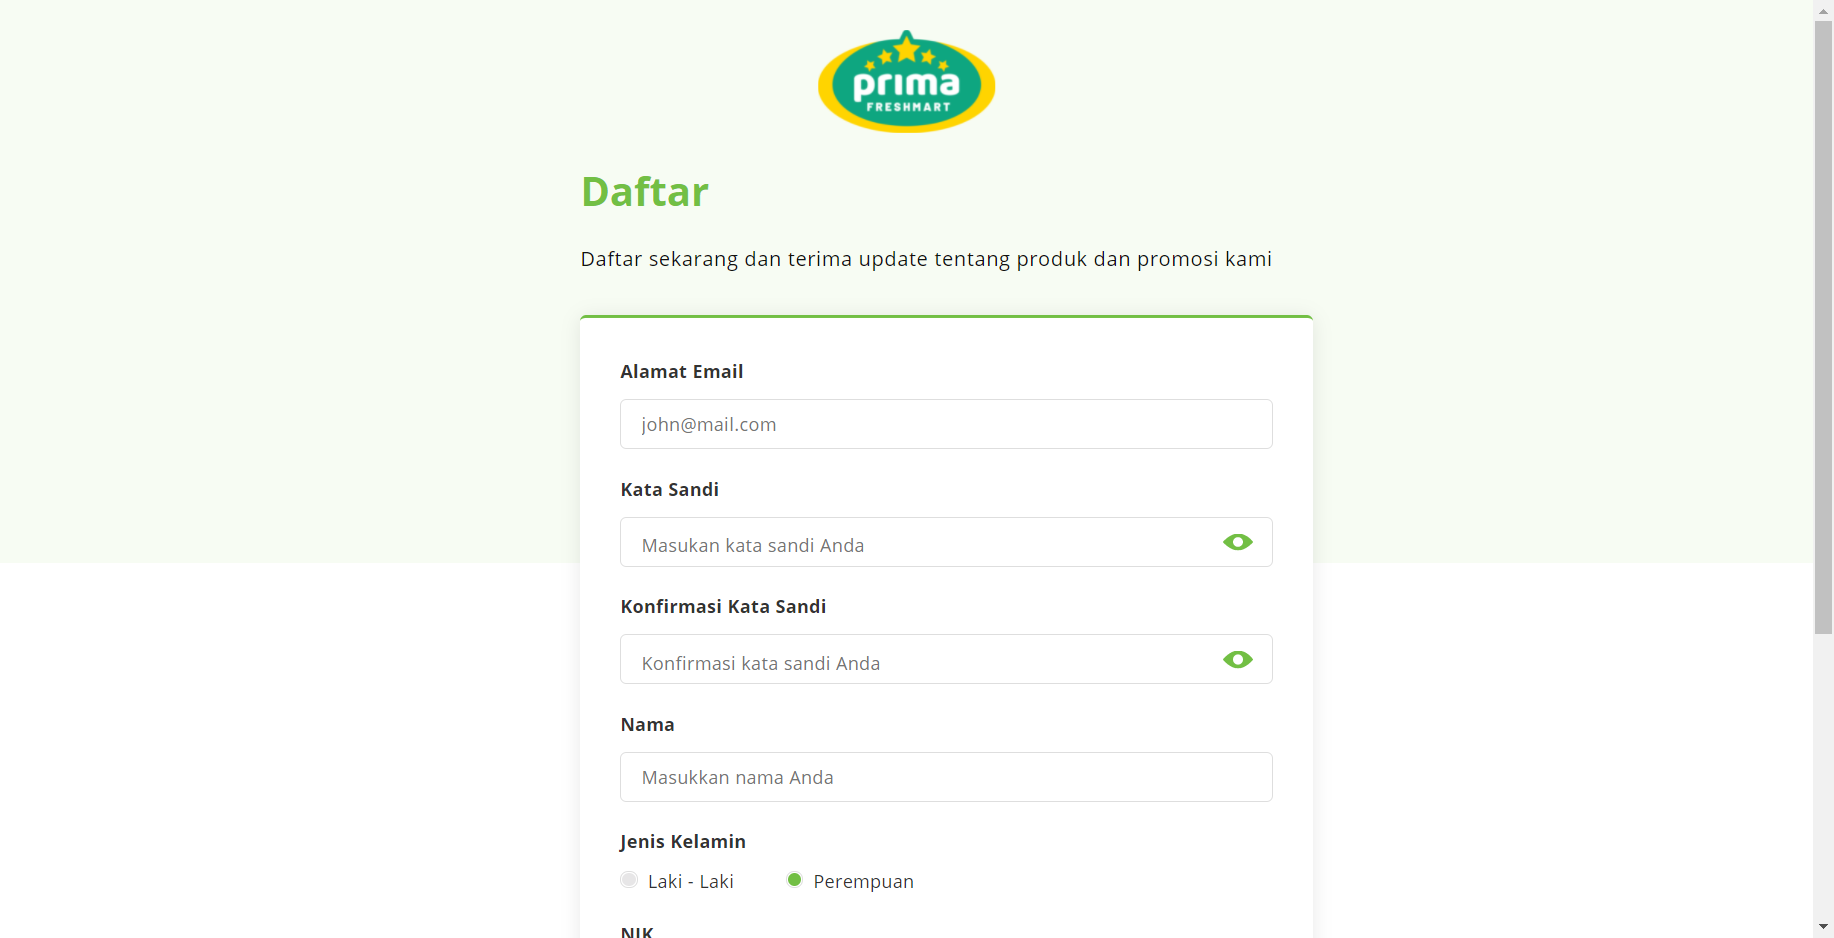 prima
FRESHMART
Daftar
Daftar sekarang dan terima update tentang produk dan promosi kami
Alamat Email
john@mail.com
Kata Sandi
Masukan kata sandi Anda
Konfirmasi Kata Sandi
Konfirmasi kata sandi Anda
Nama
Masukkan nama Anda
Jenis Kelamin
Laki - Laki Perempuan
NIK